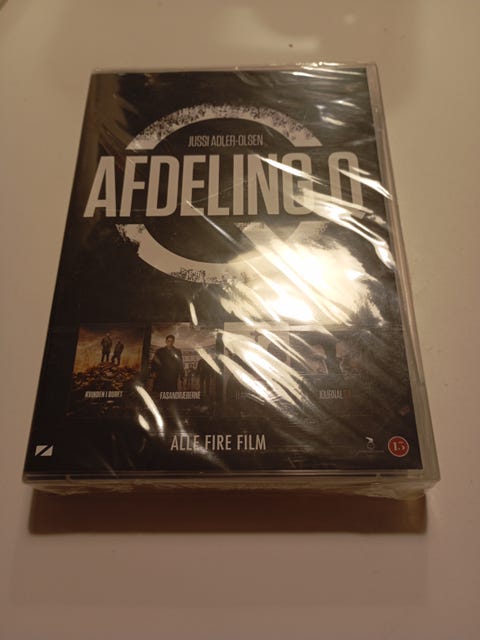 JUSSI ADLER-OLSEN
AFDELING Q
KVINDEN I BURET
FASANDRÆBERNE
JOURNAL
ALLE FIRE FILM
15